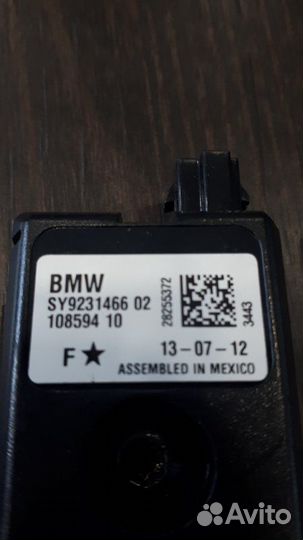 BMW
SY9231466 02
108594 10
28255372
3443
F★
13-07-12
ASSEMBLED IN MEXICO
Avito